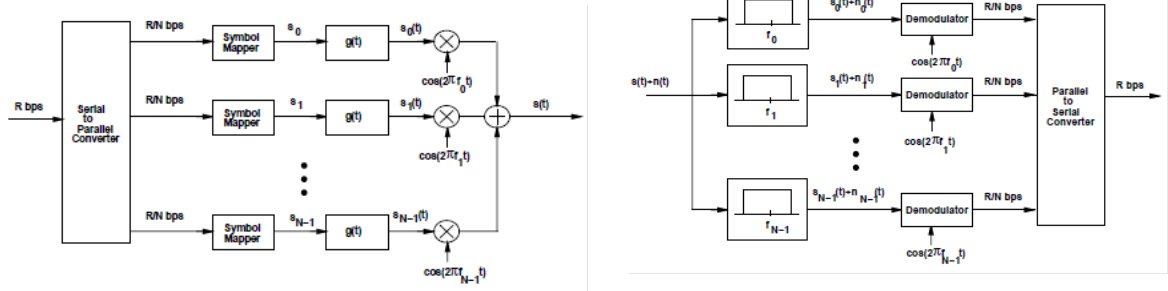 R bps
Serial
to
Parallel
Converter
R/N bps
Symbol
Mapper
s0
g(t)
s0(t)
cos(2πf0t)
R/N bps
Symbol
Mapper
s1
g(t)
s1(t)
cos(2πf1t)
s(t)
R/N bps
Symbol
Mapper
sN−1
g(t)
sN−1(t)
cos(2πfN−1t)
s(t)+n(t)
f0
s0(t)+n0(t)
Demodulator
cos(2πf0t)
R/N bps
f1
s1(t)+n1(t)
Demodulator
cos(2πf1t)
R/N bps
fN−1
sN−1(t)+nN−1(t)
Demodulator
cos(2πfN−1t)
R/N bps
Parallel
to
Serial
Converter
R bps